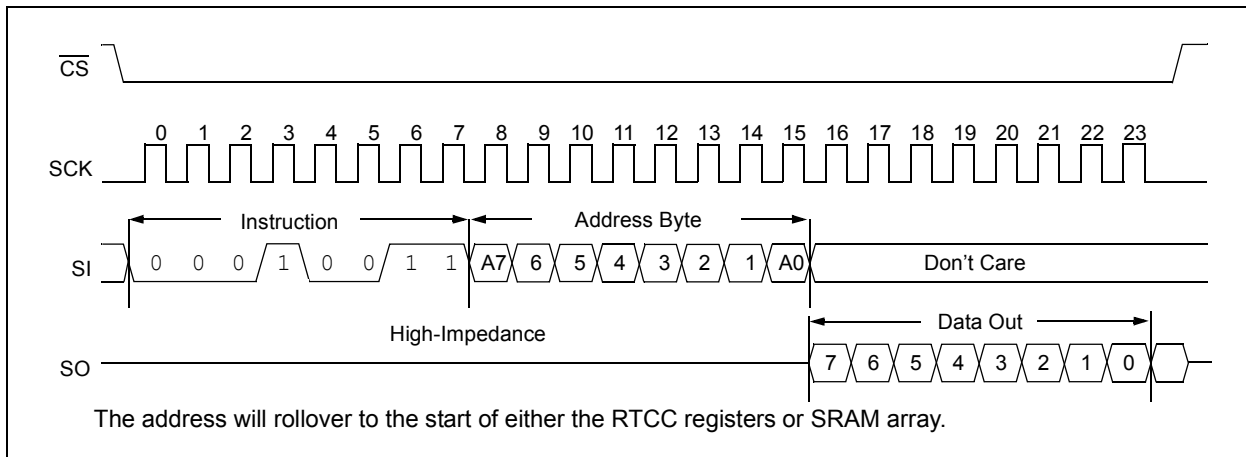 CS
0 1 2 3 4 5 6 7 8 9 10 11 12 13 14 15 16 17 18 19 20 21 22 23
SCK
Instruction Address Byte
SI 0 0 0 1 0 0 1 1 A7 6 5 4 3 2 1 A0 Don't Care
High-Impedance Data Out
SO 7 6 5 4 3 2 1 0
The address will rollover to the start of either the RTCC registers or SRAM array.